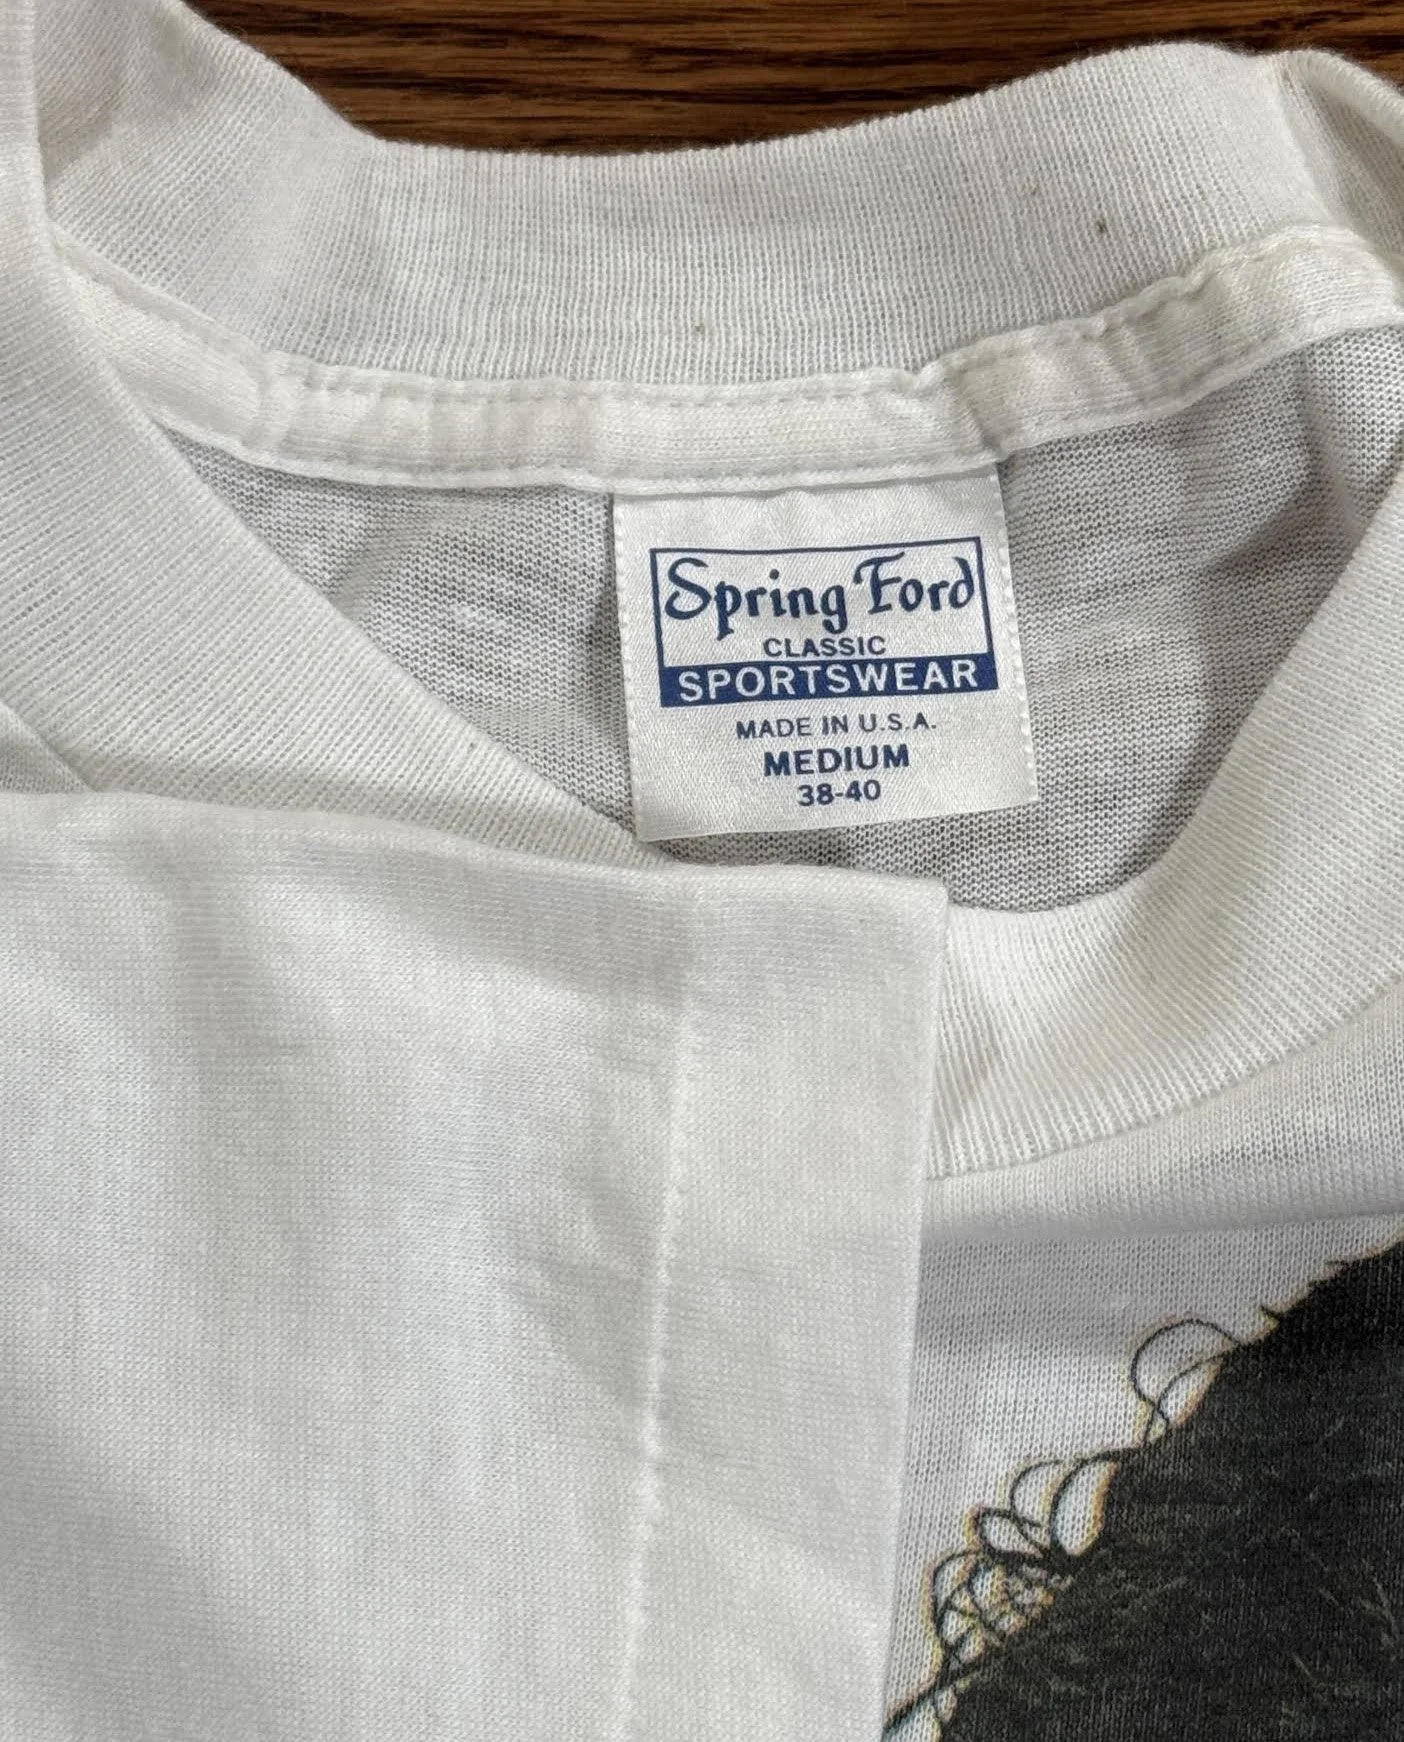 Spring Ford
CLASSIC
SPORTSWEAR
MADE IN U.S.A.
MEDIUM
38-40